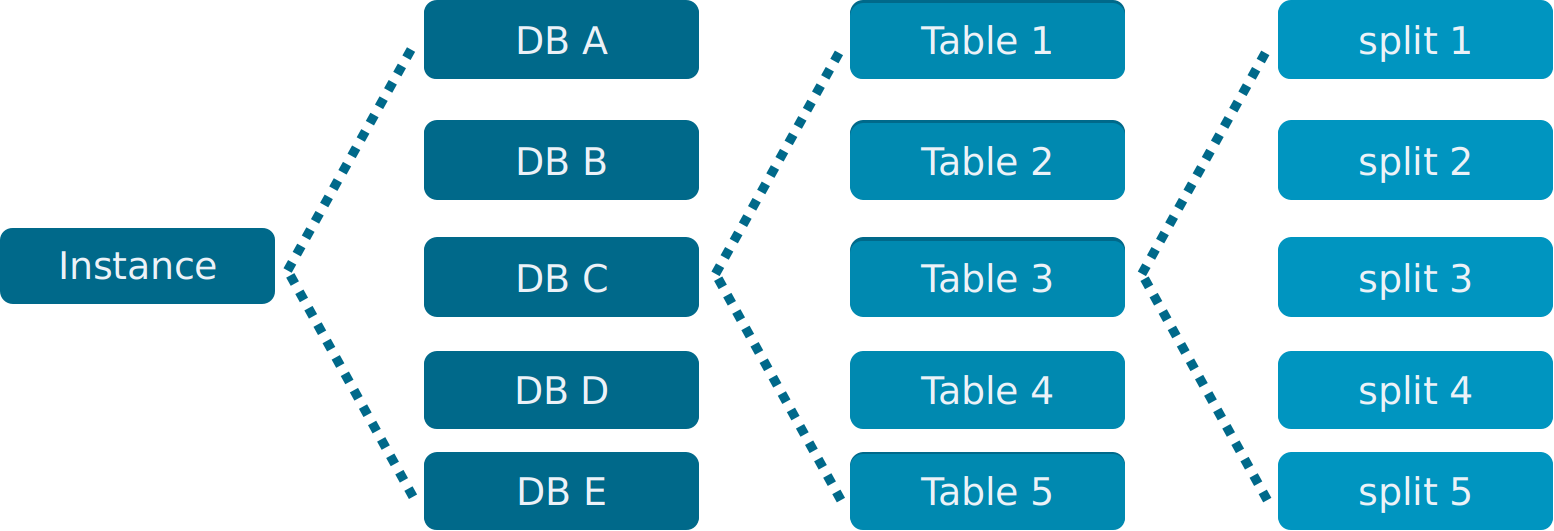 Instance
DB A
DB B
DB C
DB D
DB E
Table 1
Table 2
Table 3
Table 4
Table 5
split 1
split 2
split 3
split 4
split 5